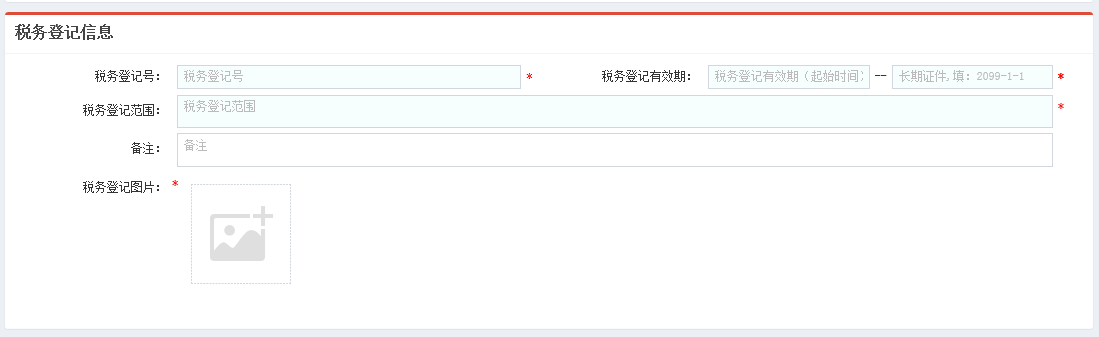 税务登记信息
税务登记号： 税务登记号 * 税务登记有效期： 税务登记有效期（起始时间） -- 长期证件,填：2099-1-1 *
税务登记范围： 税务登记范围 *
备注： 备注
税务登记图片： *